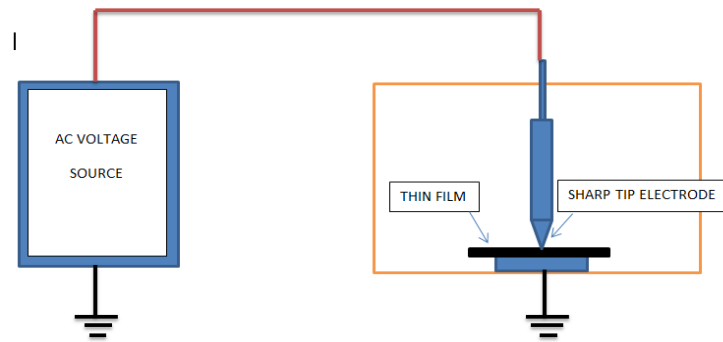 I
AC VOLTAGE
SOURCE
THIN FILM
SHARP TIP ELECTRODE